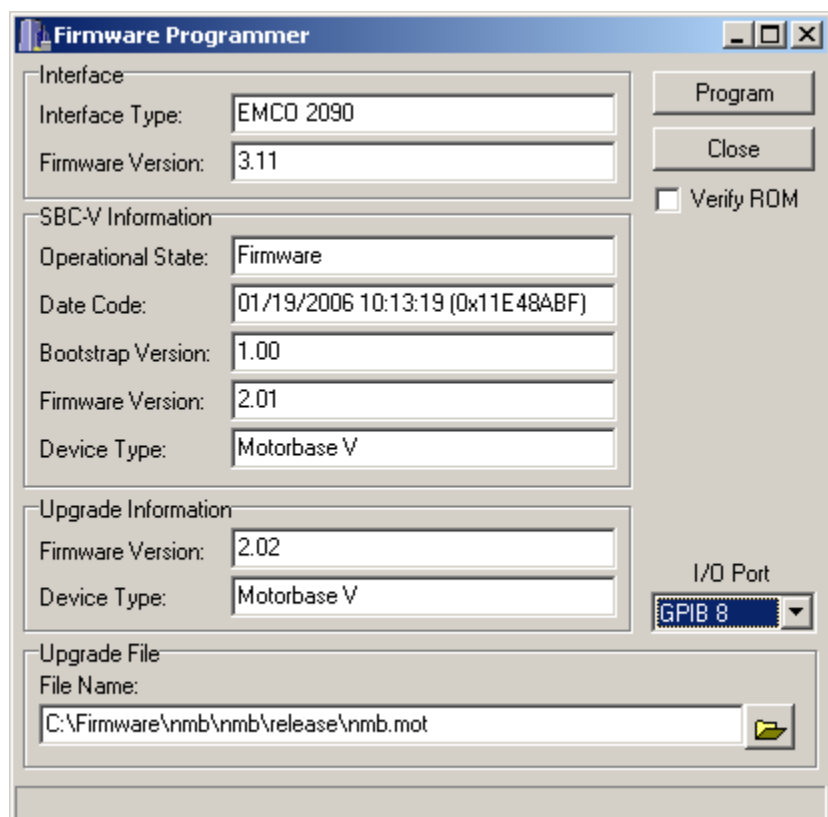 Firmware Programmer
Interface
Interface Type: EMCO 2090
Firmware Version: 3.11
Program
Close
Verify ROM
SBC-V Information
Operational State: Firmware
Date Code: 01/19/2006 10:13:19 (0x11E48ABF)
Bootstrap Version: 1.00
Firmware Version: 2.01
Device Type: Motorbase V
Upgrade Information
Firmware Version: 2.02
Device Type: Motorbase V
I/O Port
GPIB 8
Upgrade File
File Name:
C:\Firmware\nmb\nmb\release\nmb.mot